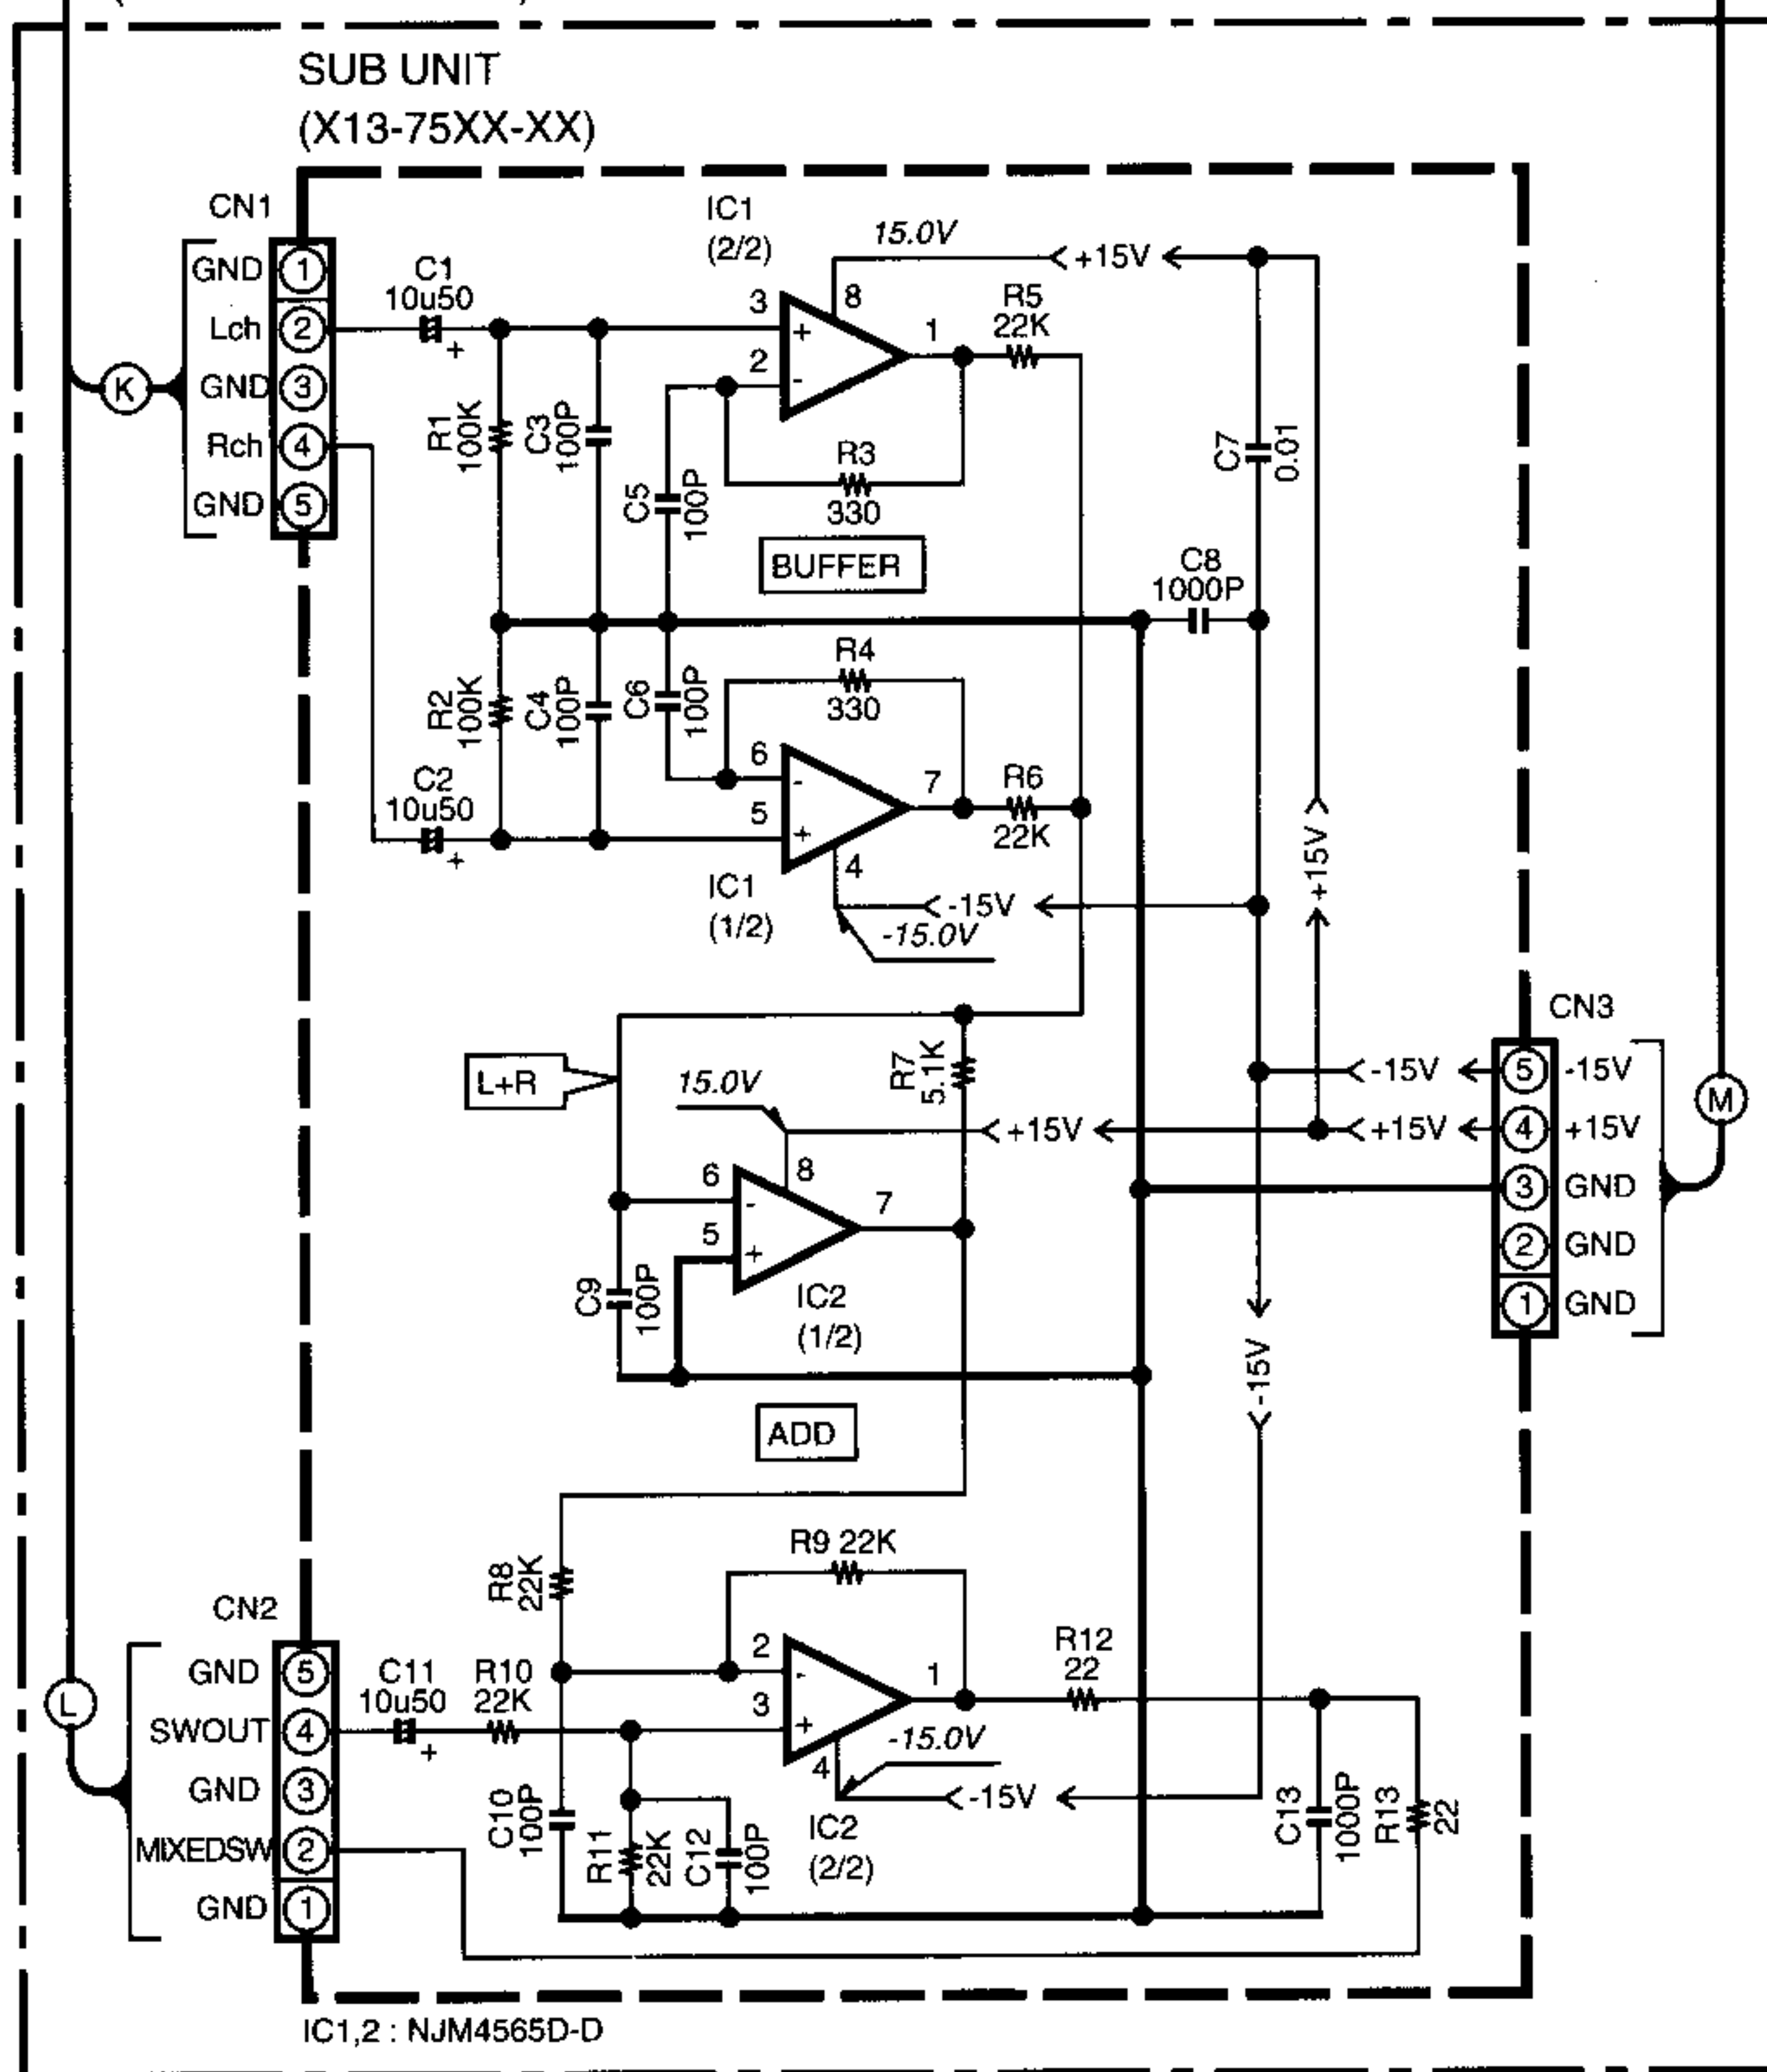 SUB UNIT
(X13-75XX-XX)
CN1
GND 1
Lch 2
GND 3
Rch 4
GND 5
K
C1
10u50
C2
10u50
R1
100K
C3
100P
C5
100P
R2
100K
C4
100P
C6
100P
IC1
(2/2)
15.0V
+15V
3
+
2
-
8
1
R5
22K
R3
330
BUFFER
C7
0.01
C8
1000P
R4
330
6
-
5
+
7
4
R6
22K
IC1
(1/2)
-15V
-15.0V
+15V
L+R
15.0V
R7
5.1K
+15V
6
-
5
+
8
7
C9
100P
IC2
(1/2)
ADD
CN3
-15V
5 -15V
+15V
4 +15V
3 GND
2 GND
1 GND
M
-15V
R8
22K
R9 22K
CN2
GND 5
SWOUT 4
GND 3
MIXEDSW 2
GND 1
L
C11
10u50
R10
22K
2
-
3
+
1
4
R12
22
-15.0V
-15V
C10
100P
R11
22K
C12
100P
IC2
(2/2)
C13
1000P
R13
22
IC1,2 : NJM4565D-D